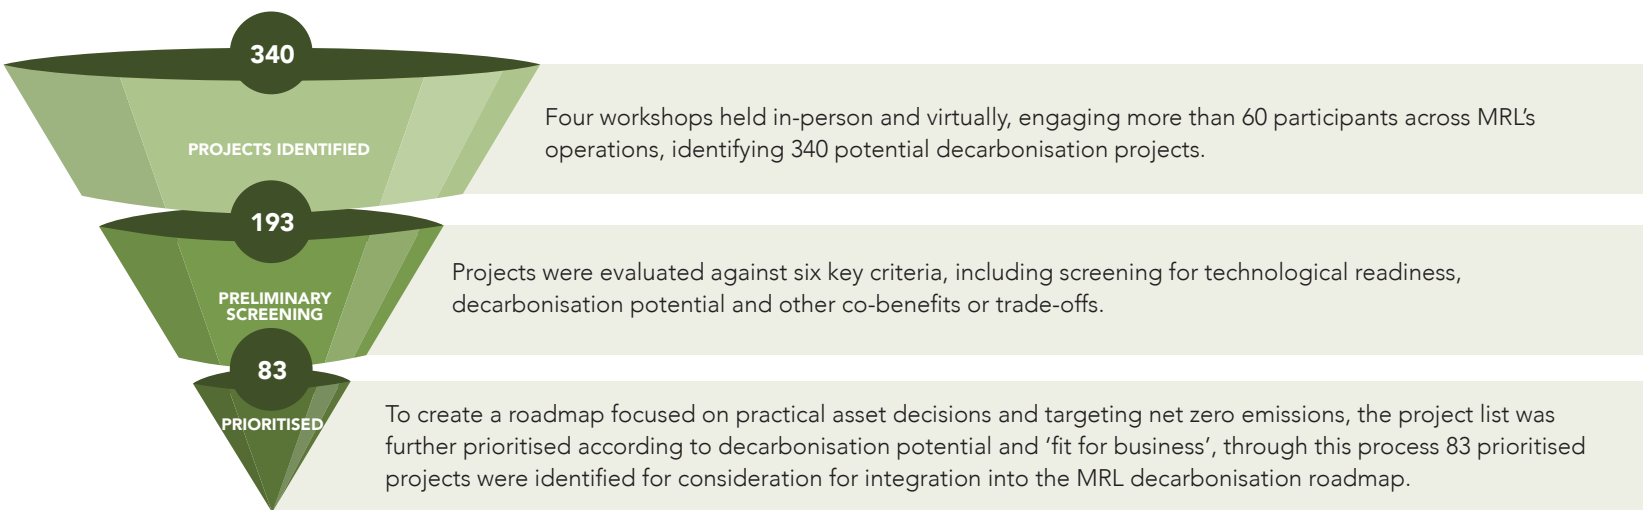 340
PROJECTS IDENTIFIED
Four workshops held in-person and virtually, engaging more than 60 participants across MRL's
operations, identifying 340 potential decarbonisation projects.
193
PRELIMINARY
SCREENING
Projects were evaluated against six key criteria, including screening for technological readiness,
decarbonisation potential and other co-benefits or trade-offs.
83
PRIORITISED
To create a roadmap focused on practical asset decisions and targeting net zero emissions, the project list was
further prioritised according to decarbonisation potential and ‘fit for business’, through this process 83 prioritised
projects were identified for consideration for integration into the MRL decarbonisation roadmap.